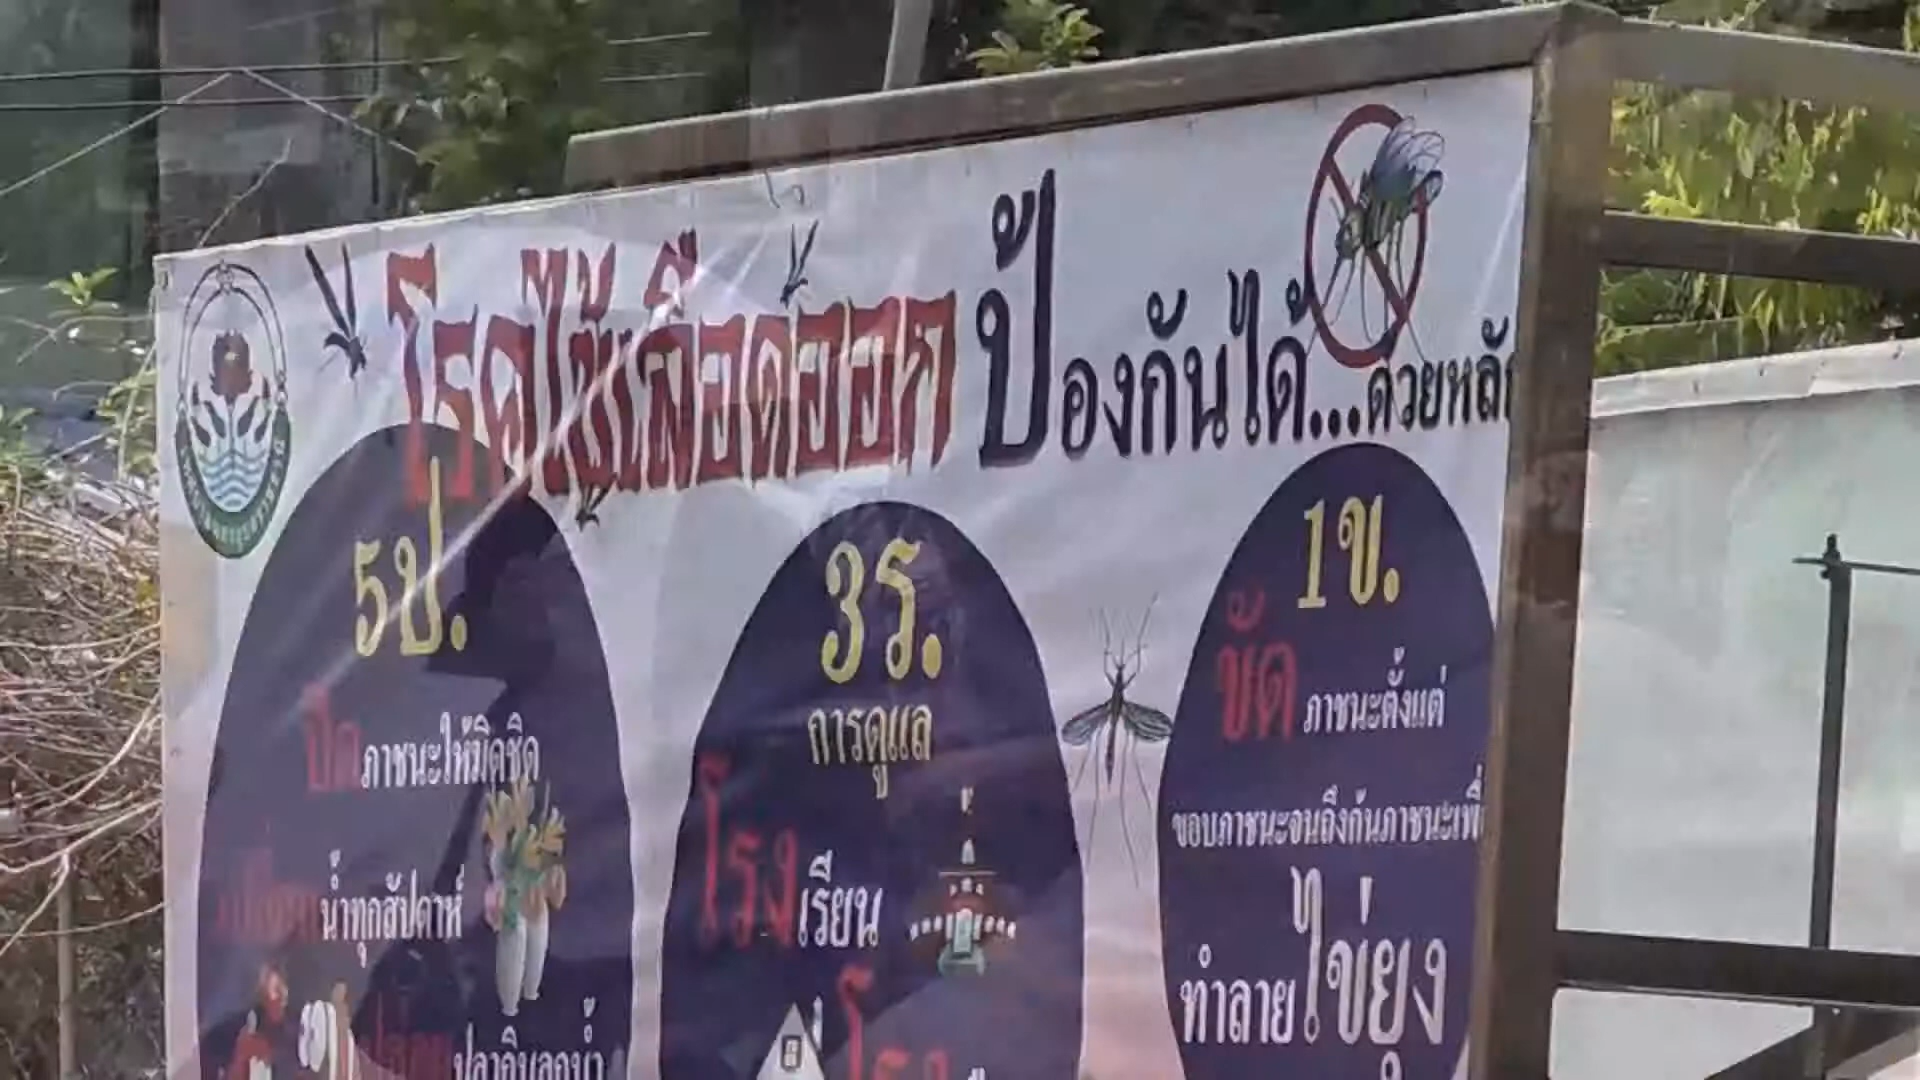 โรคไข้เลือดออก ป้องกันได้...ด้วยหลัก
5ป.
ปิดภาชนะให้มิดชิด
เปลี่ยนน้ำทุกสัปดาห์
ปล่อยปลากินลูกน้ำ
3ร.
การดูแล
โรงเรียน
โรง
1ข.
ขัด ภาชนะตั้งแต่
ขอบภาชนะจนถึงก้นภาชนะเพื่
ทำลายไข่ยุง